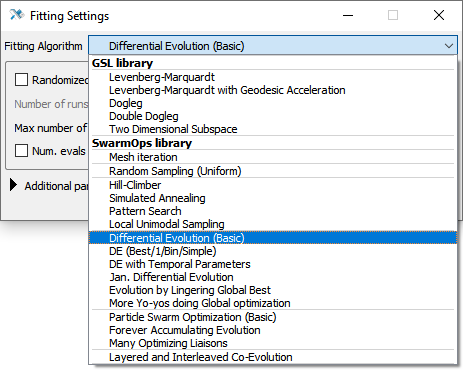 Fitting Settings
Fitting Algorithm
Differential Evolution (Basic)
GSL library
Levenberg-Marquardt
Levenberg-Marquardt with Geodesic Acceleration
Dogleg
Double Dogleg
Two Dimensional Subspace
SwarmOps library
Mesh iteration
Random Sampling (Uniform)
Hill-Climber
Simulated Annealing
Pattern Search
Local Unimodal Sampling
Differential Evolution (Basic)
DE (Best/1/Bin/Simple)
DE with Temporal Parameters
Jan. Differential Evolution
Evolution by Lingering Global Best
More Yo-yos doing Global optimization
Particle Swarm Optimization (Basic)
Forever Accumulating Evolution
Many Optimizing Liaisons
Layered and Interleaved Co-Evolution
Randomized
Number of runs
Max number of
Num. evals
Additional par